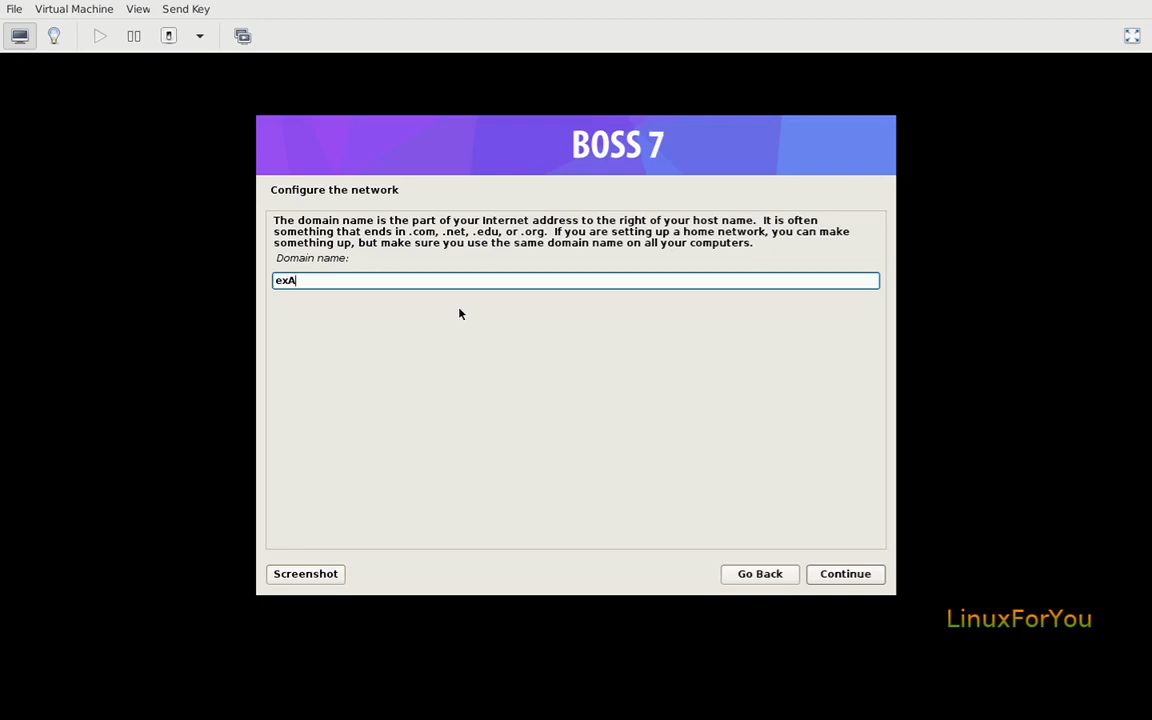 File Virtual Machine View Send Key
BOSS 7
Configure the network
The domain name is the part of your Internet address to the right of your host name.  It is often
something that ends in .com, .net, .edu, or .org.  If you are setting up a home network, you can make
something up, but make sure you use the same domain name on all your computers.
Domain name:
exA
Screenshot Go Back Continue
LinuxForYou